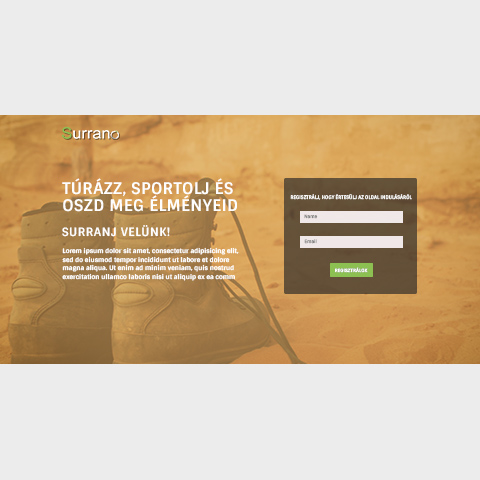 Surrano
TÚRÁZZ, SPORTOLJ ÉS
OSZD MEG ÉLMÉNYEID
SURRANJ VELÜNK!
Lorem ipsum dolor sit amet, consectetur adipisicing elit,
sed do eiusmod tempor incididunt ut labore et dolore
magna aliqua. Ut enim ad minim veniam, quis nostrud
exercitation ullamco laboris nisi ut aliquip ex ea comm
REGISZTRÁLJ, HOGY ÉRTESÜLJ AZ OLDAL INDULÁSÁRÓL
Name
Email
REGISZTRÁLOK